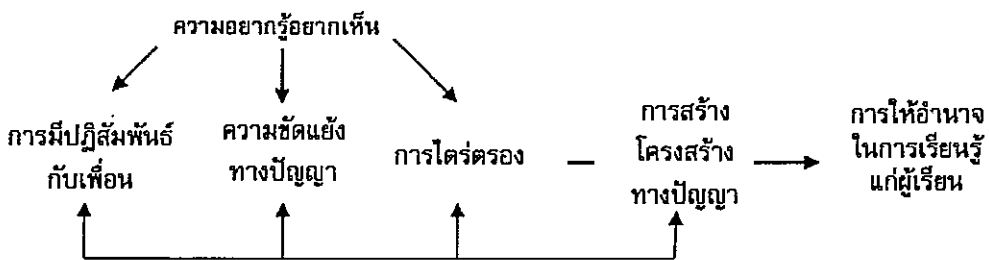 ความอยากรู้อยากเห็น
การมีปฏิสัมพันธ์
กับเพื่อน
ความขัดแย้ง
ทางปัญญา
การไตร่ตรอง
การสร้าง
โครงสร้าง
ทางปัญญา
การให้อำนาจ
ในการเรียนรู้
แก่ผู้เรียน